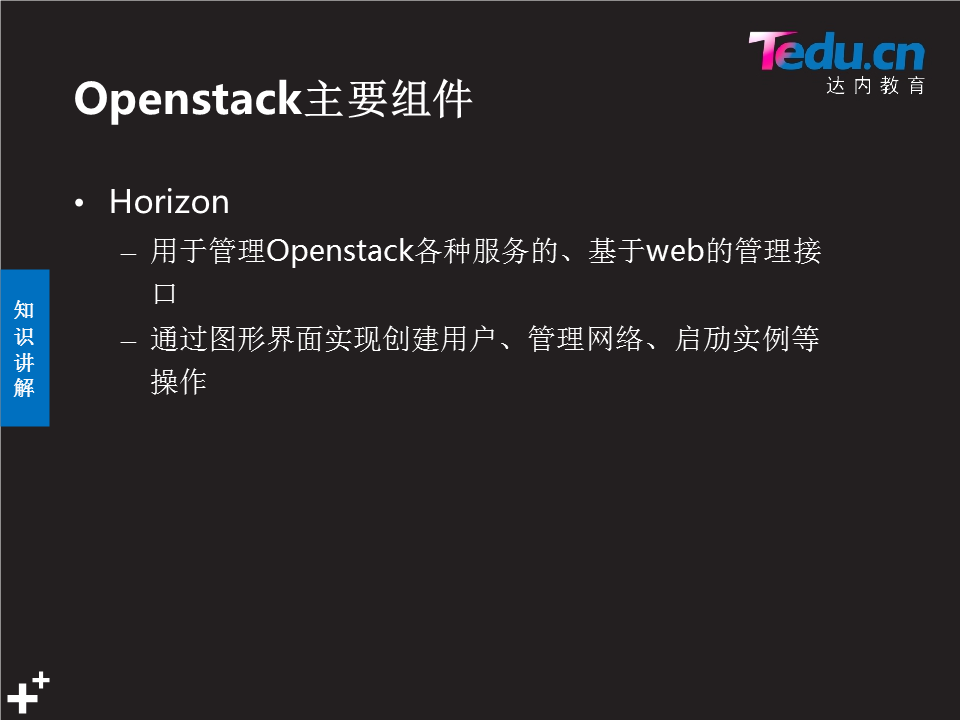 Tedu.cn
达内教育
Openstack主要组件
• Horizon
– 用于管理Openstack各种服务的、基于web的管理接
口
– 通过图形界面实现创建用户、管理网络、启动实例等
操作
知
识
讲
解